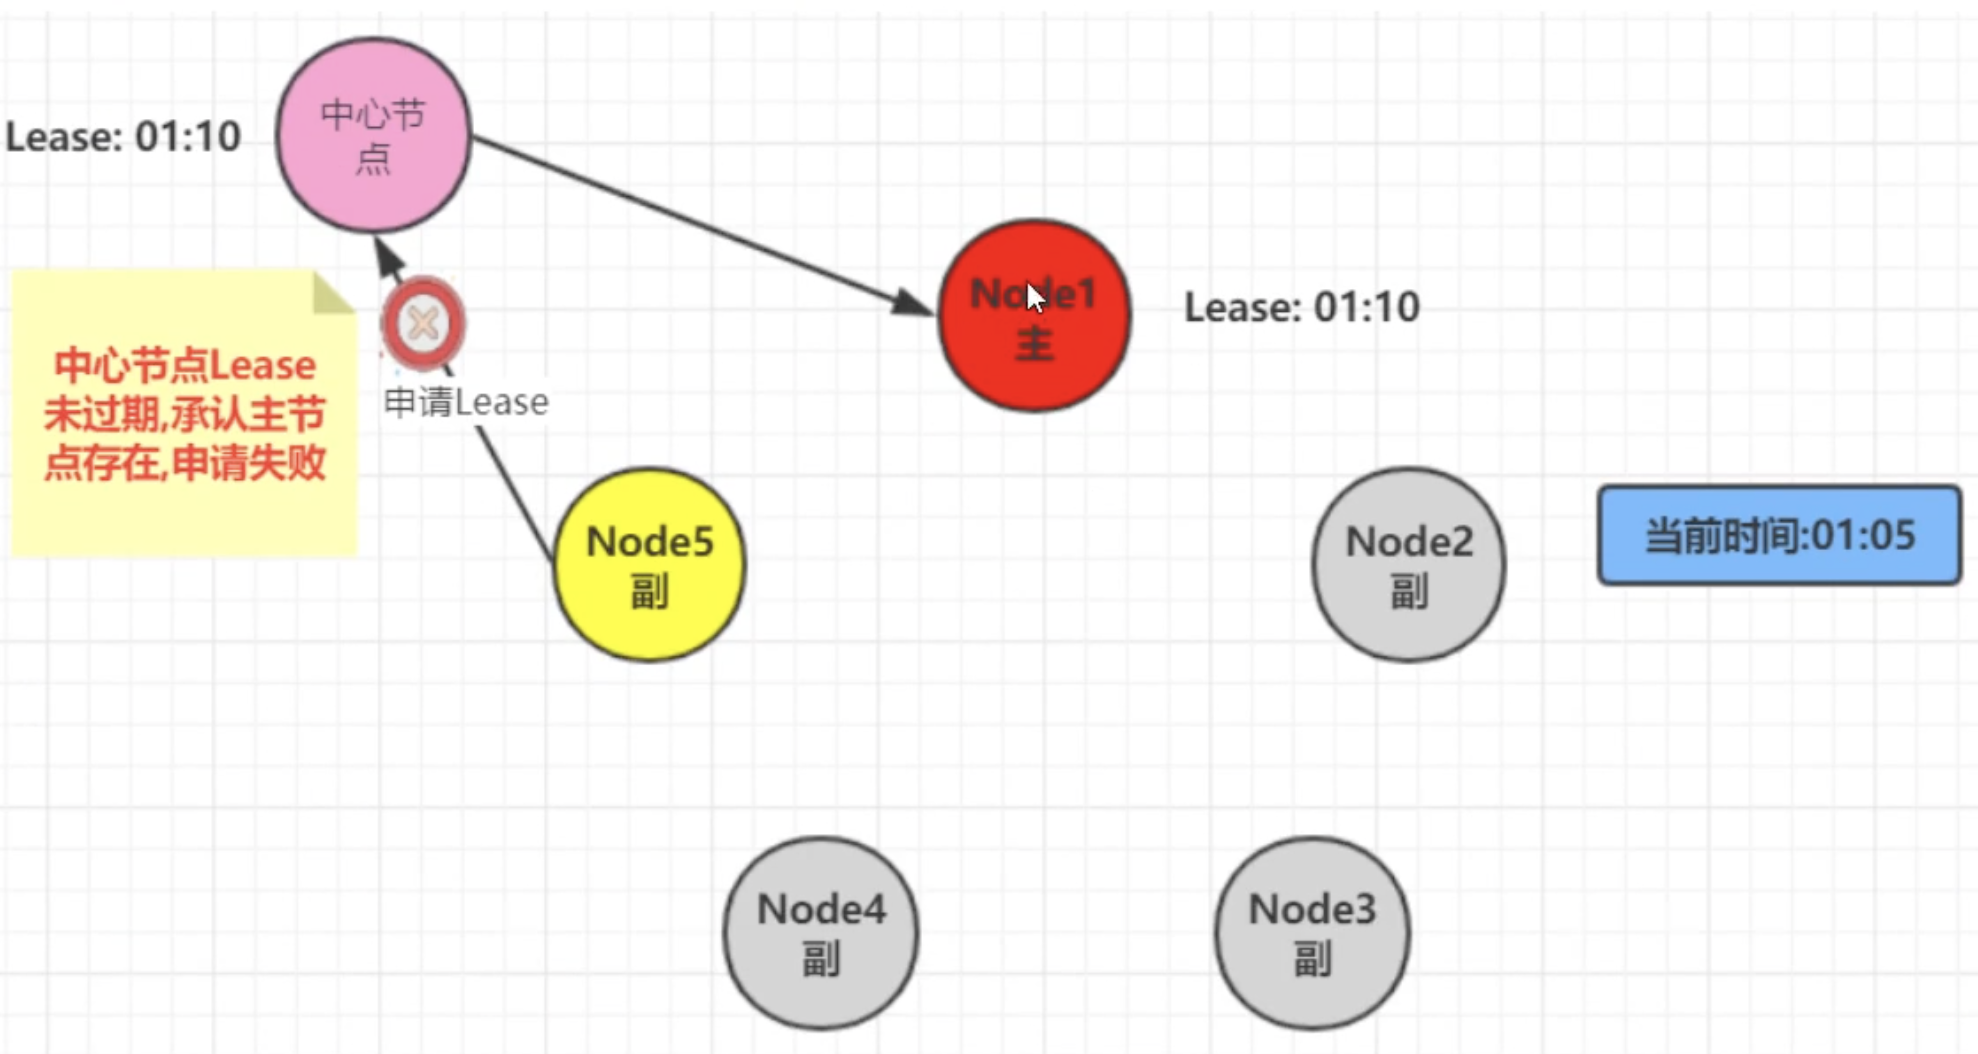 中心节
点
Lease: 01:10
Node1
主
Lease: 01:10
中心节点Lease
未过期,承认主节
点存在,申请失败
申请Lease
Node5
副
Node2
副
当前时间:01:05
Node4
副
Node3
副